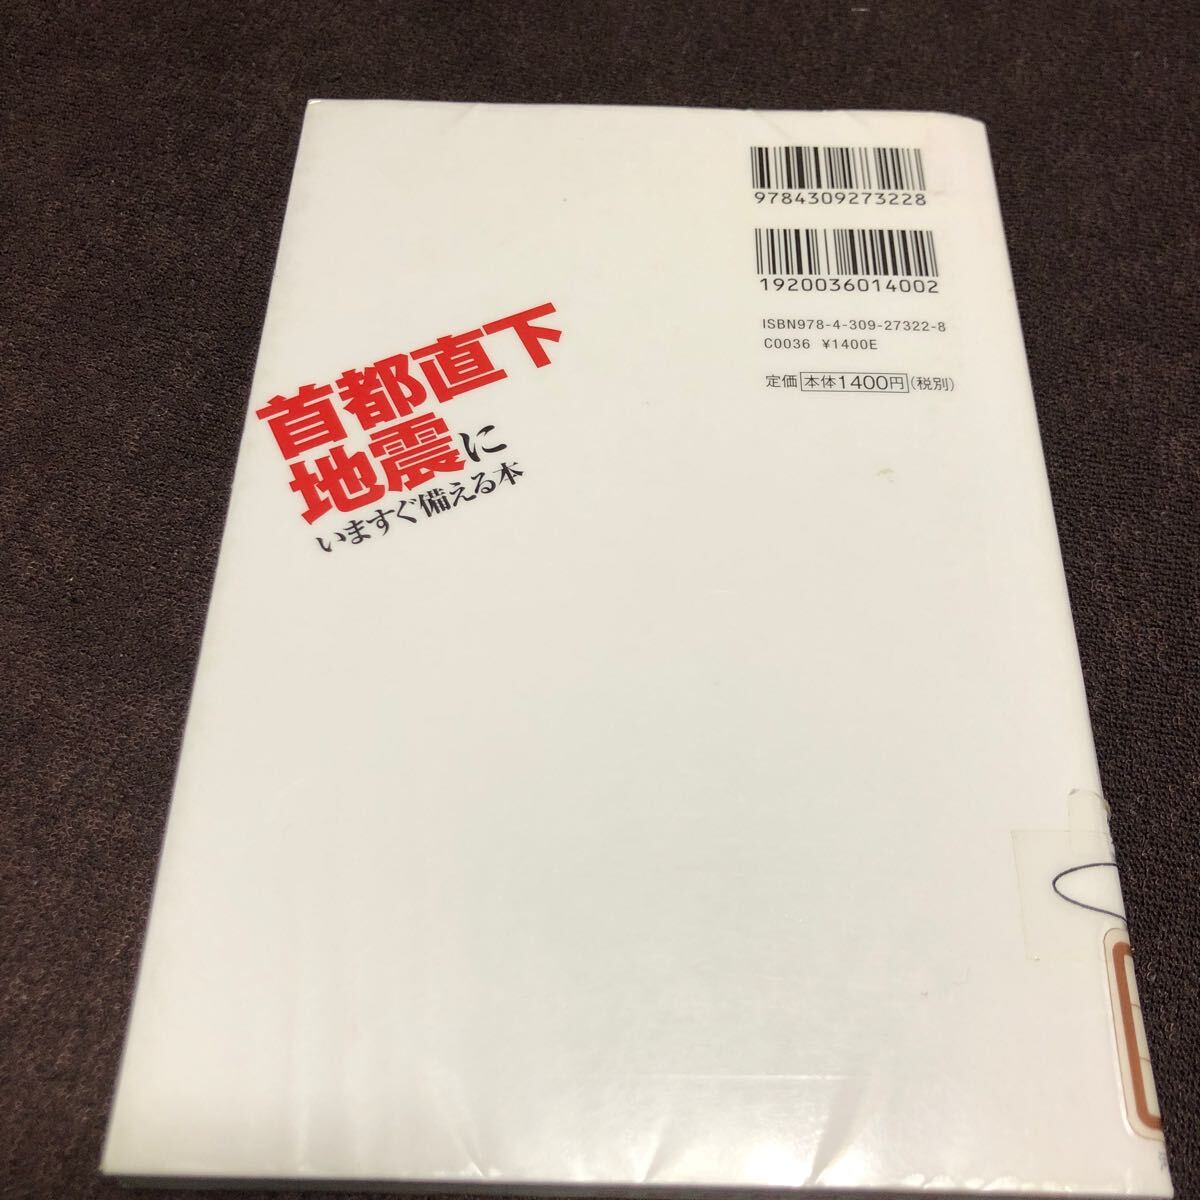 9784309273228
1920036014002
ISBN978-4-309-27322-8
C0036 ¥1400E
定価 本体1400円(税別)
首都直下
地震に
いますぐ備える本